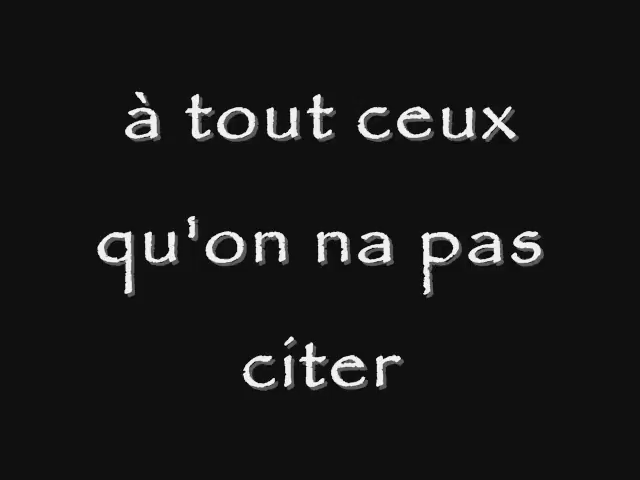 à tout ceux
qu'on na pas
citer